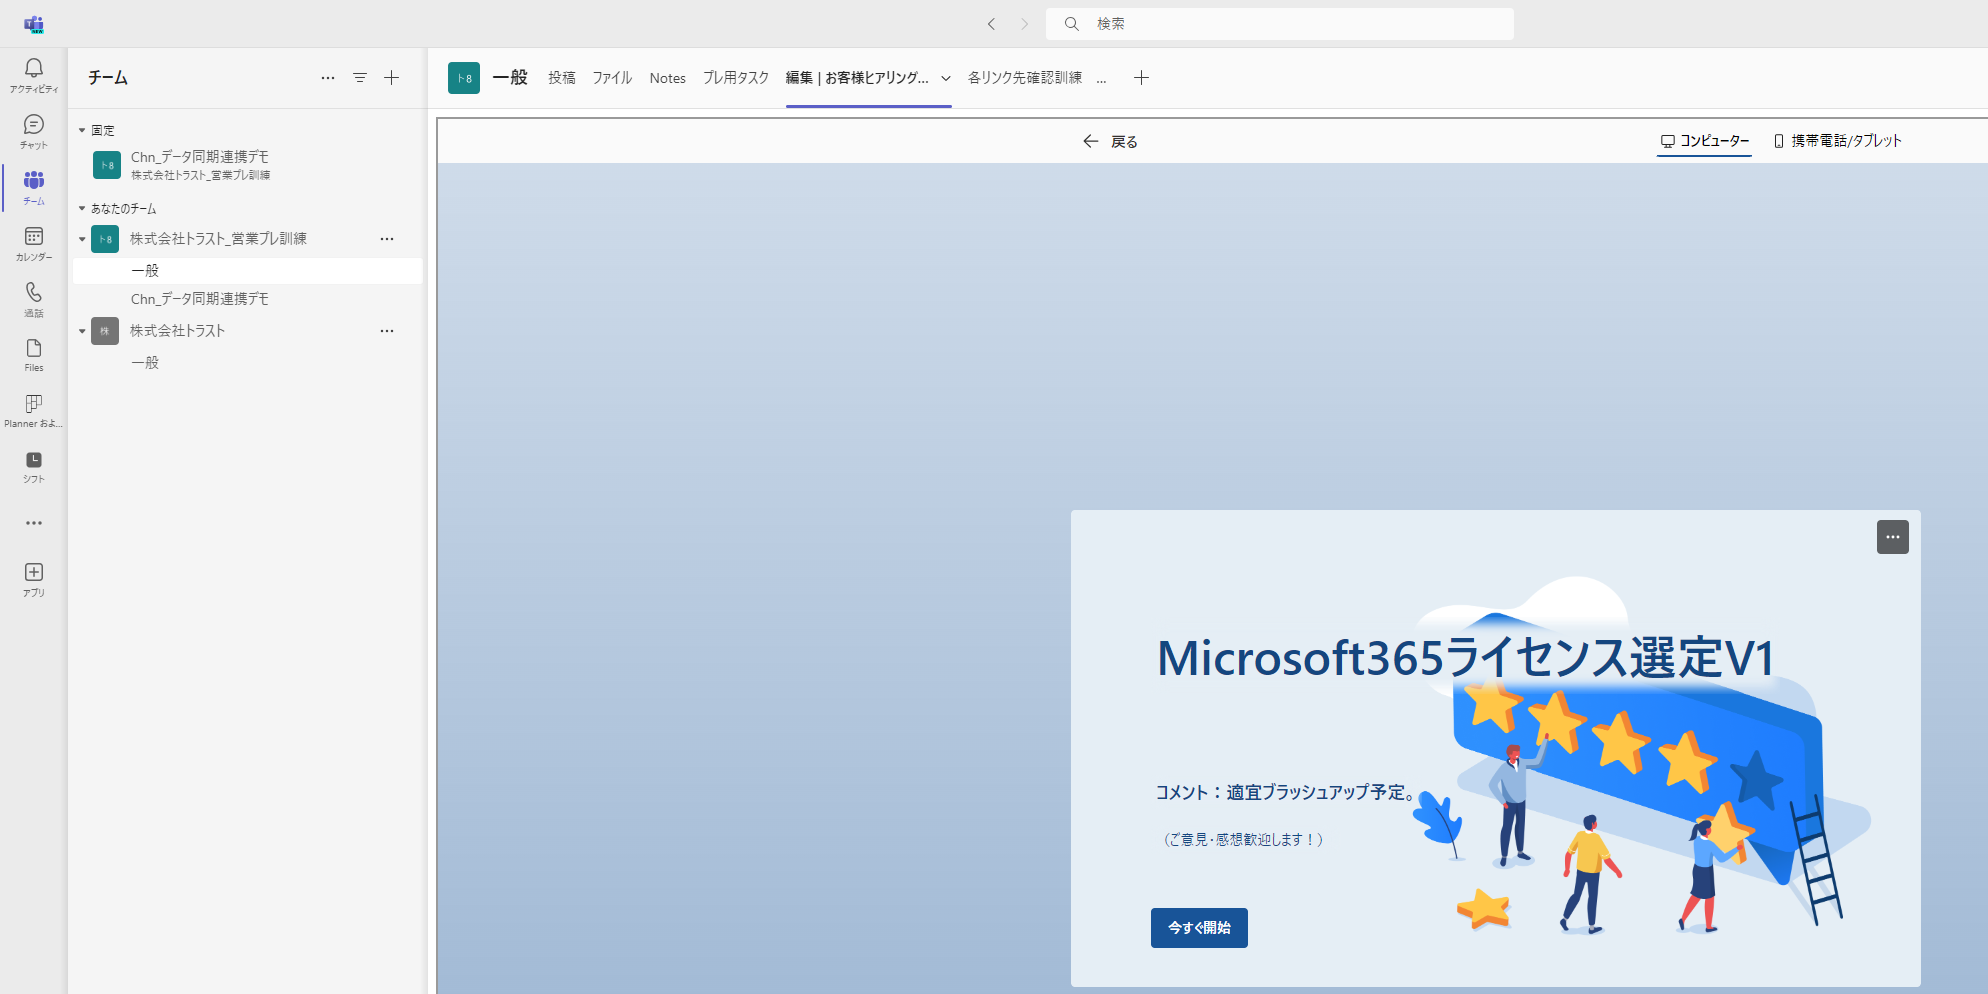 検索
アクティビティ
チャット
チーム
カレンダー
通話
Files
Planner およ...
シフト
アプリ
チーム
固定
ト8
Chn_データ同期連携デモ
株式会社トラスト_営業プレ訓練
あなたのチーム
ト8 株式会社トラスト_営業プレ訓練
一般
Chn_データ同期連携デモ
株 株式会社トラスト
一般
ト8 一般 投稿 ファイル Notes プレ用タスク 編集 | お客様ヒアリング... 各リンク先確認訓練 ...
戻る
コンピューター 携帯電話/タブレット
Microsoft365ライセンス選定V1
コメント：適宜ブラッシュアップ予定。
（ご意見・感想歓迎します！）
今すぐ開始